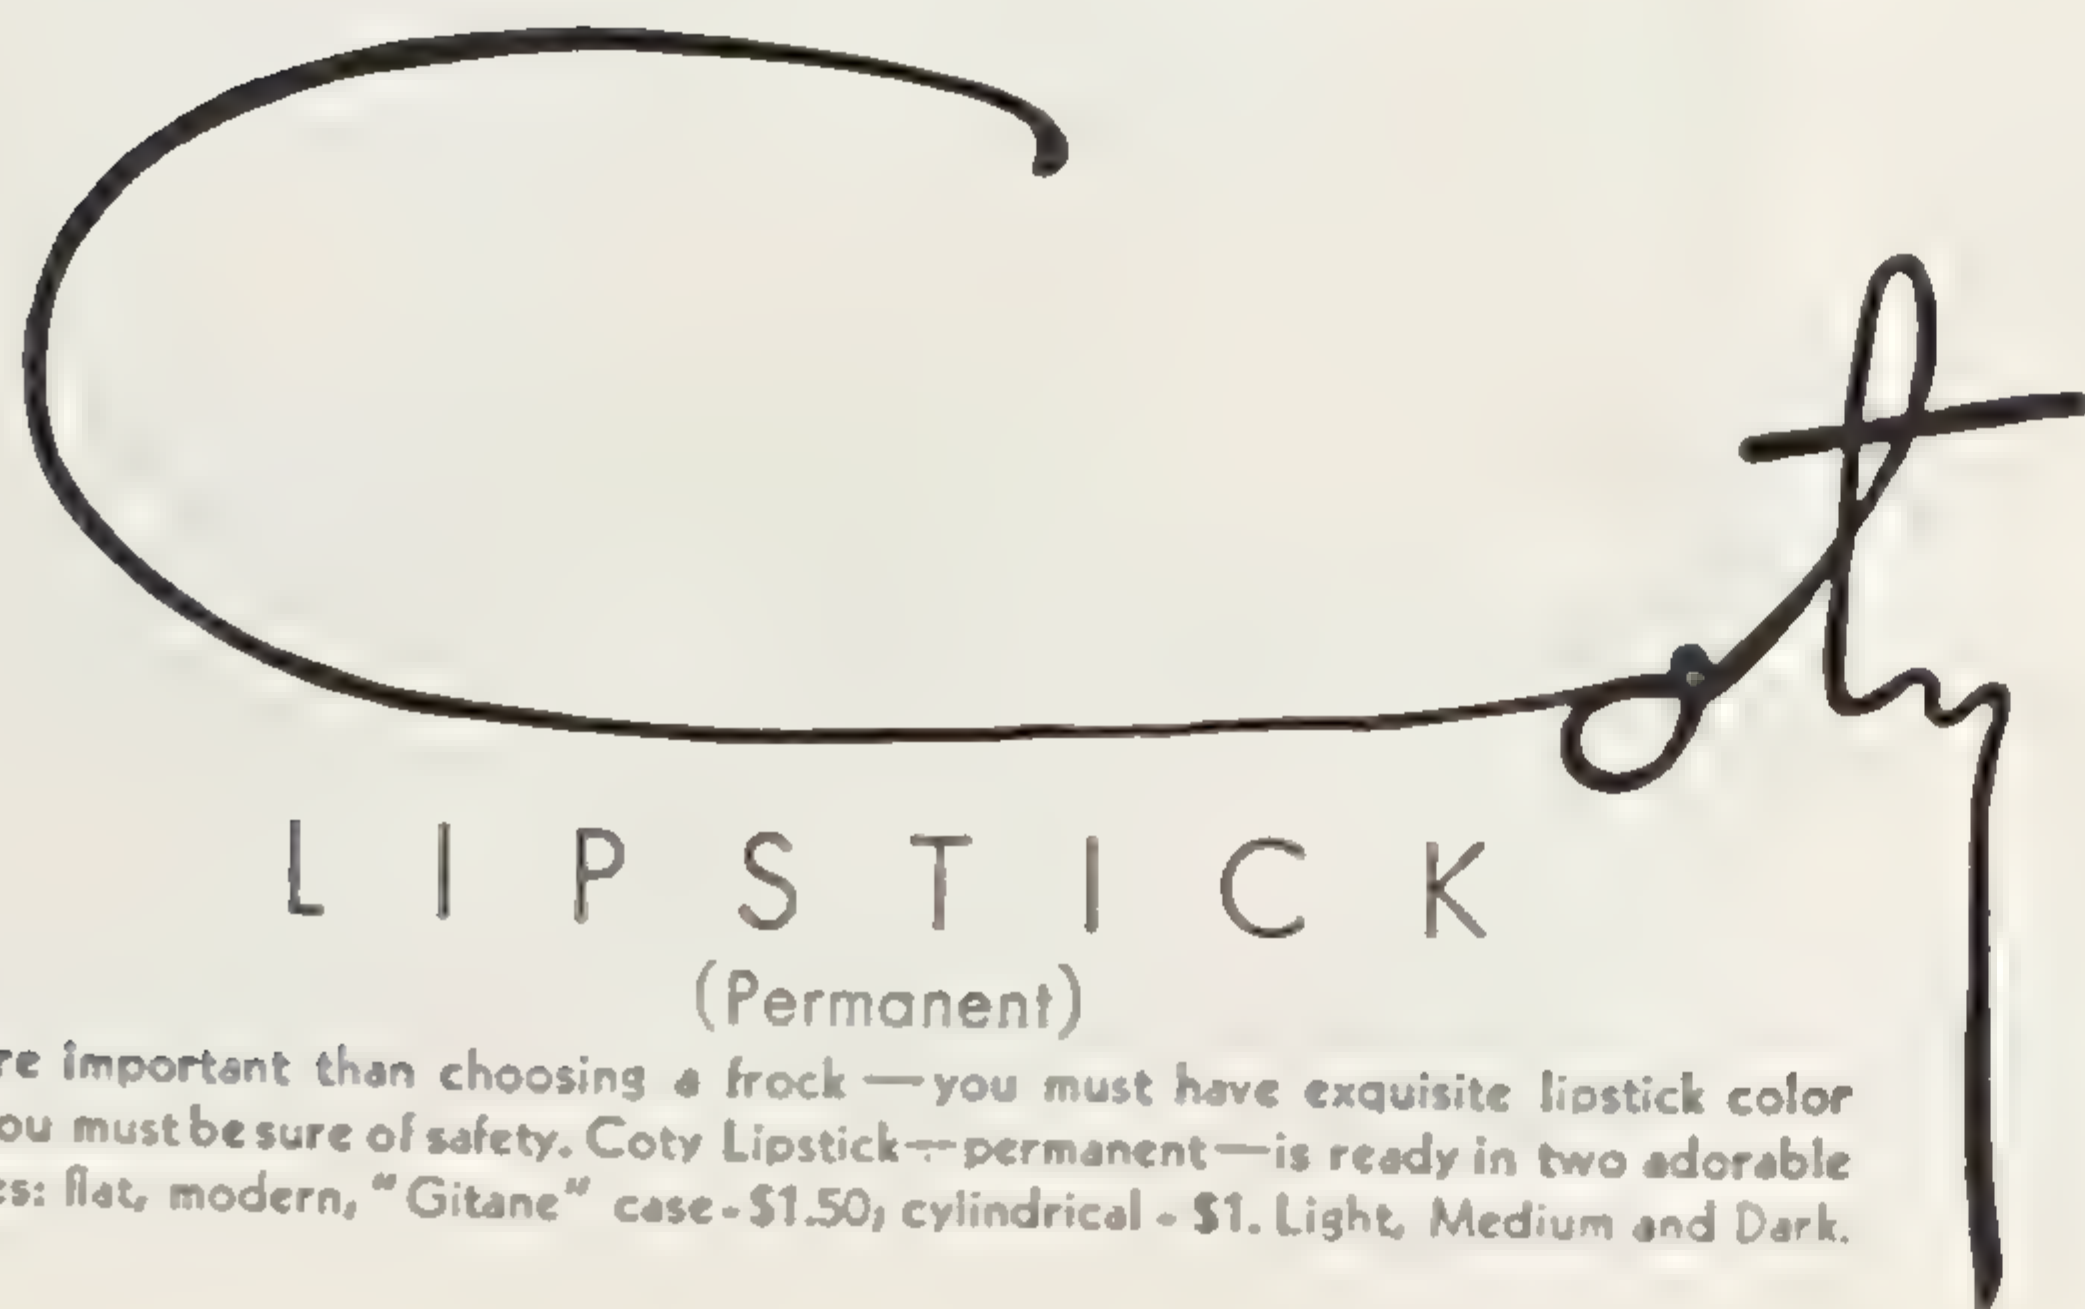 Coty
LIPSTICK
(Permanent)
re important than choosing a frock — you must have exquisite lipstick color
ou must be sure of safety. Coty Lipstick — permanent — is ready in two adorable
es: flat, modern, "Gitane" case - $1.50, cylindrical - $1. Light, Medium and Dark.